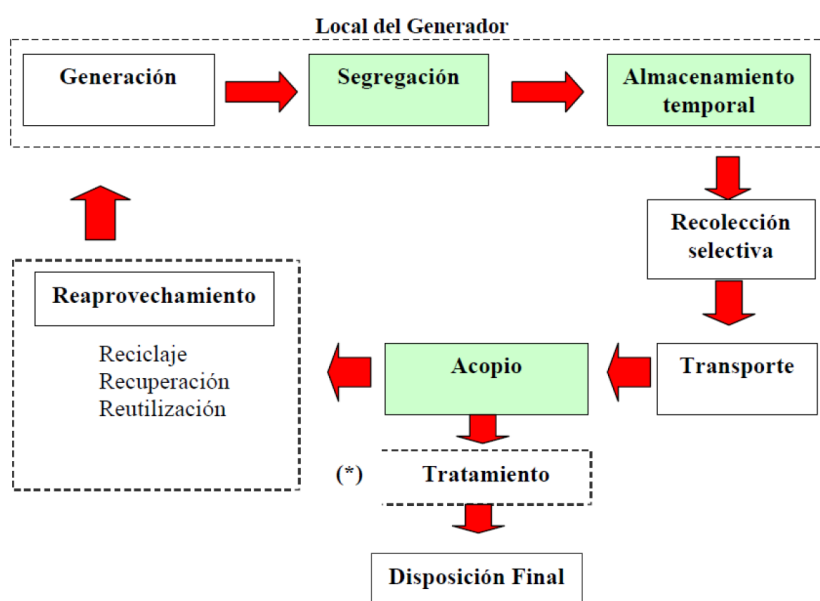 Local del Generador
Generación
Segregación
Almacenamiento
temporal
Recolección
selectiva
Reaprovechamiento
Reciclaje
Recuperación
Reutilización
Acopio
Transporte
(*)
Tratamiento
Disposición Final